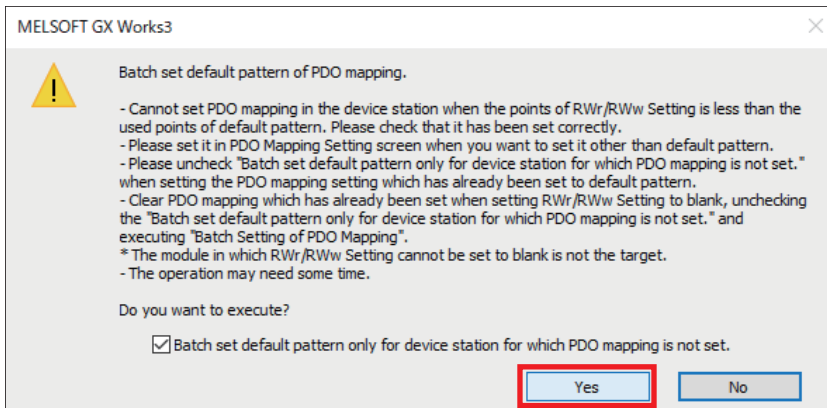 MELSOFT GX Works3
Batch set default pattern of PDO mapping.
- Cannot set PDO mapping in the device station when the points of RWr/RWw Setting is less than the
used points of default pattern. Please check that it has been set correctly.
- Please set it in PDO Mapping Setting screen when you want to set it other than default pattern.
- Please uncheck "Batch set default pattern only for device station for which PDO mapping is not set."
when setting the PDO mapping setting which has already been set to default pattern.
- Clear PDO mapping which has already been set when setting RWr/RWw Setting to blank, unchecking
the "Batch set default pattern only for device station for which PDO mapping is not set." and
executing "Batch Setting of PDO Mapping".
* The module in which RWr/RWw Setting cannot be set to blank is not the target.
- The operation may need some time.
Do you want to execute?
Batch set default pattern only for device station for which PDO mapping is not set.
Yes No